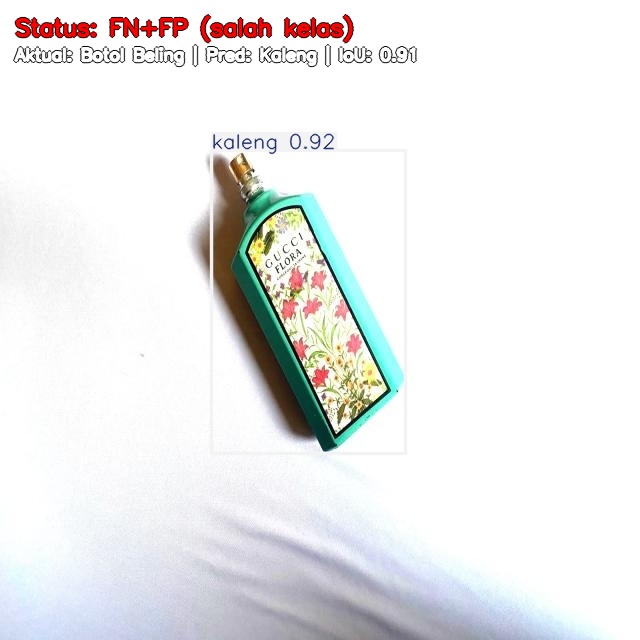 Status: FN+FP (salah kelas)
Aktual: Botol Beling | Pred: Kaleng | IoU: 0.91
kaleng 0.92
GUCCI
FLORA